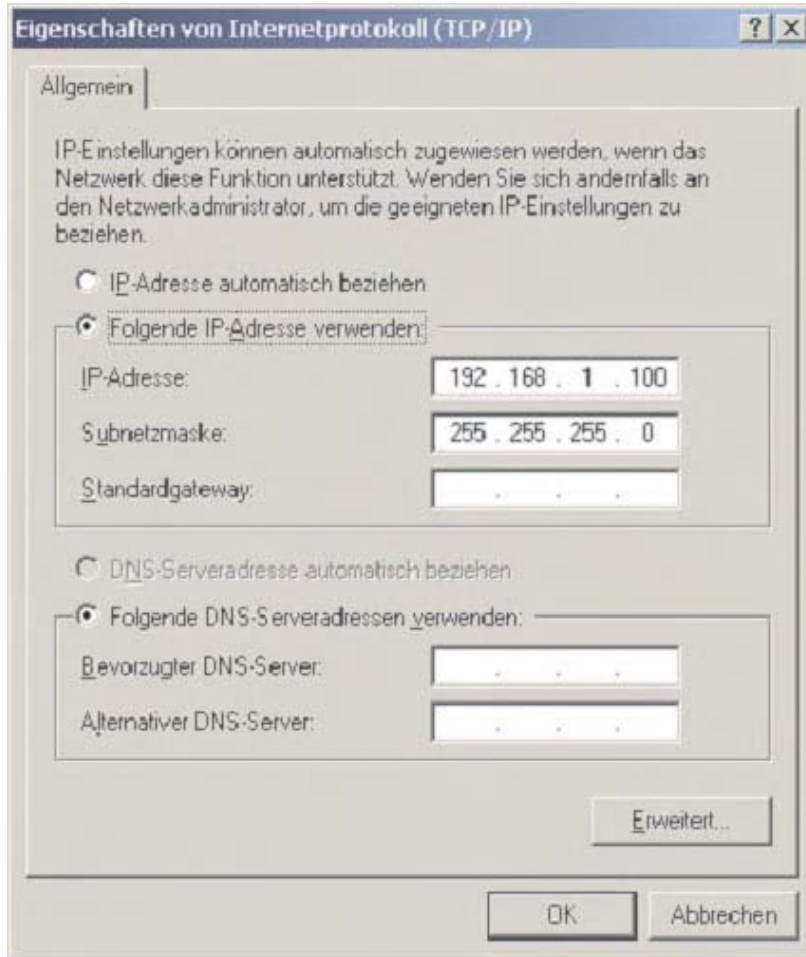 Eigenschaften von Internetprotokoll (TCP/IP)
Allgemein
IP-Einstellungen können automatisch zugewiesen werden, wenn das
Netzwerk diese Funktion unterstützt. Wenden Sie sich andernfalls an
den Netzwerkadministrator, um die geeigneten IP-Einstellungen zu
beziehen.
IP-Adresse automatisch beziehen
Folgende IP-Adresse verwenden:
IP-Adresse: 192 . 168 . 1 . 100
Subnetzmaske: 255 . 255 . 255 . 0
Standardgateway: . . .
DNS-Serveradresse automatisch beziehen
Folgende DNS-Serveradressen verwenden:
Bevorzugter DNS-Server: . . .
Alternativer DNS-Server: . . .
Erweitert...
OK Abbrechen